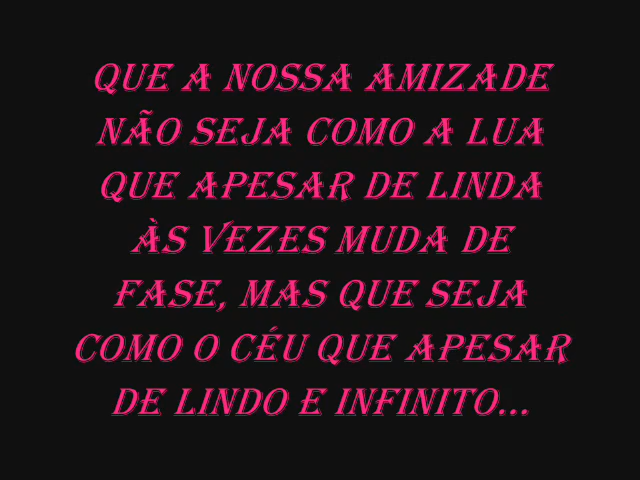 QUE A NOSSA AMIZADE
NÃO SEJA COMO A LUA
QUE APESAR DE LINDA
ÀS VEZES MUDA DE
FASE, MAS QUE SEJA
COMO O CÉU QUE APESAR
DE LINDO E INFINITO...